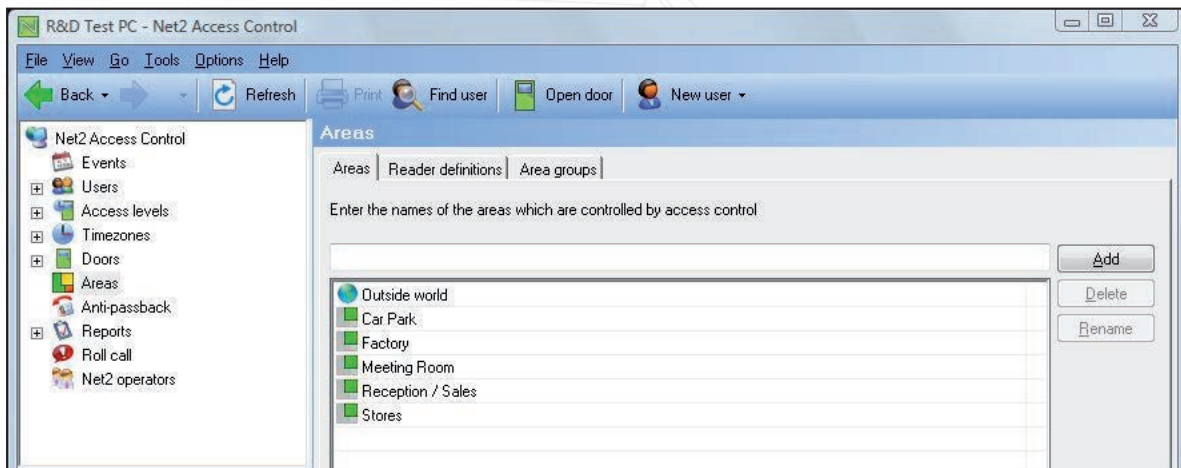 R&D Test PC - Net2 Access Control
File View Go Tools Options Help
Back Refresh Print Find user Open door New user
Net2 Access Control
Events
Users
Access levels
Timezones
Doors
Areas
Anti-passback
Reports
Roll call
Net2 operators
Areas
Areas Reader definitions Area groups
Enter the names of the areas which are controlled by access control
Add
Outside world
Delete
Car Park
Rename
Factory
Meeting Room
Reception / Sales
Stores